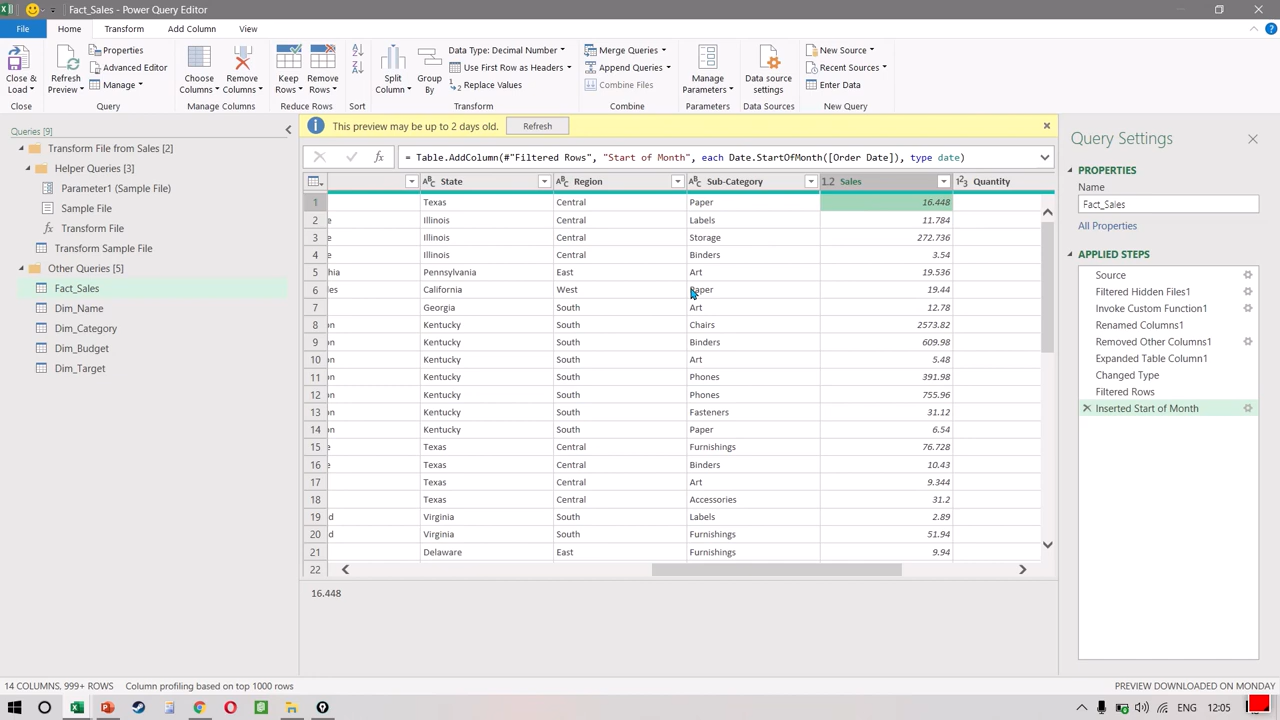 Fact_Sales - Power Query Editor
File
Home
Transform
Add Column
View
Close & Load
Close
Refresh Preview
Properties
Advanced Editor
Manage
Query
Choose Columns
Remove Columns
Manage Columns
Keep Rows
Remove Rows
Reduce Rows
Sort
Split Column
Group By
Data Type: Decimal Number
Use First Row as Headers
Replace Values
Transform
Merge Queries
Append Queries
Combine Files
Combine
Manage Parameters
Parameters
Data source settings
Data Sources
New Source
Recent Sources
Enter Data
New Query
Queries [9]
Transform File from Sales [2]
Helper Queries [3]
Parameter1 (Sample File)
Sample File
Transform File
Transform Sample File
Other Queries [5]
Fact_Sales
Dim_Name
Dim_Category
Dim_Budget
Dim_Target
This preview may be up to 2 days old.
Refresh
fx
= Table.AddColumn(#"Filtered Rows", "Start of Month", each Date.StartOfMonth([Order Date]), type date)
State Region Sub-Category 1.2 Sales 123 Quantity
1 Texas Central Paper 16.448
2 e Illinois Central Labels 11.784
3 e Illinois Central Storage 272.736
4 e Illinois Central Binders 3.54
5 hia Pennsylvania East Art 19.536
6 les California West Paper 19.44
7 Georgia South Art 12.78
8 on Kentucky South Chairs 2573.82
9 on Kentucky South Binders 609.98
10 on Kentucky South Art 5.48
11 on Kentucky South Phones 391.98
12 on Kentucky South Phones 755.96
13 on Kentucky South Fasteners 31.12
14 on Kentucky South Paper 6.54
15 e Texas Central Furnishings 76.728
16 e Texas Central Binders 10.43
17 Texas Central Art 9.344
18 Texas Central Accessories 31.2
19 d Virginia South Labels 2.89
20 d Virginia South Furnishings 51.94
21 Delaware East Furnishings 9.94
22
16.448
Query Settings
PROPERTIES
Name
Fact_Sales
All Properties
APPLIED STEPS
Source
Filtered Hidden Files1
Invoke Custom Function1
Renamed Columns1
Removed Other Columns1
Expanded Table Column1
Changed Type
Filtered Rows
Inserted Start of Month
14 COLUMNS, 999+ ROWS
Column profiling based on top 1000 rows
PREVIEW DOWNLOADED ON MONDAY
ENG
12:05